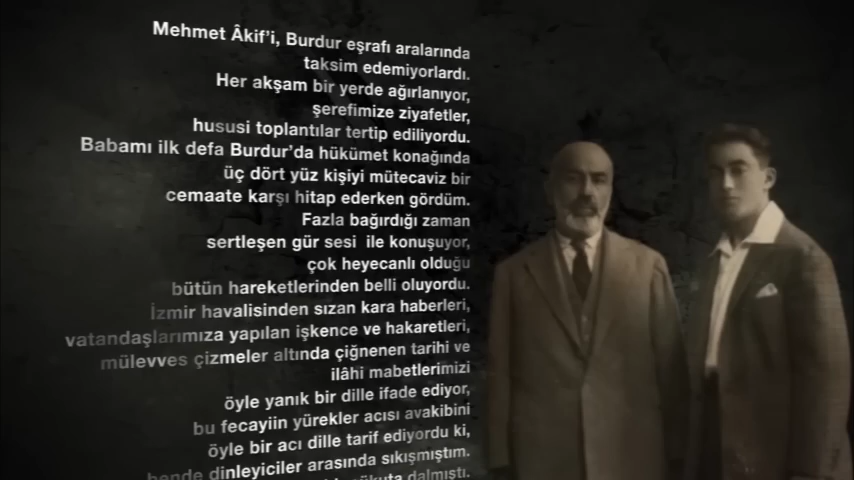 Mehmet Âkif'i, Burdur eşrafı aralarında
taksim edemiyorlardı.
Her akşam bir yerde ağırlanıyor,
şerefimize ziyafetler,
hususi toplantılar tertip ediliyordu.
Babamı ilk defa Burdur'da hükümet konağında
üç dört yüz kişiyi mütecaviz bir
cemaate karşı hitap ederken gördüm.
Fazla bağırdığı zaman
sertleşen gür sesi ile konuşuyor,
çok heyecanlı olduğu
bütün hareketlerinden belli oluyordu.
İzmir havalisinden sızan kara haberleri,
vatandaşlarımıza yapılan işkence ve hakaretleri,
mülevves çizmeler altında çiğnenen tarihi ve
ilâhi mabetlerimizi
öyle yanık bir dille ifade ediyor,
bu fecayiin yürekler acısı avakibini
öyle bir acı dille tarif ediyordu ki,
bende dinleyiciler arasında sıkışmıştım.
sükuta dalmıştı.